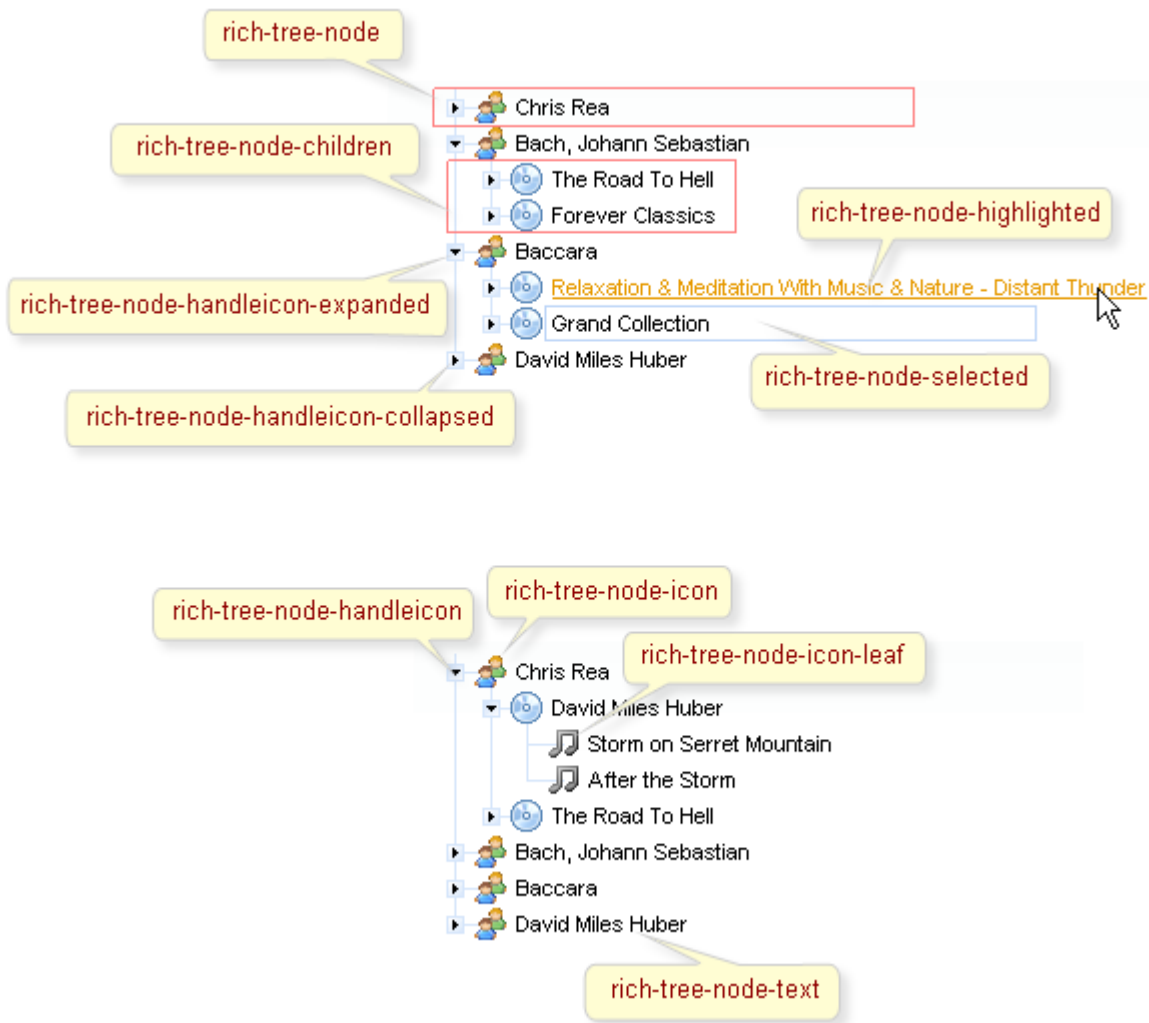 rich-tree-node
Chris Rea
rich-tree-node-children
Bach, Johann Sebastian
The Road To Hell
Forever Classics
rich-tree-node-highlighted
Baccara
Relaxation & Meditation With Music & Nature - Distant Thunder
rich-tree-node-handleicon-expanded
Grand Collection
David Miles Huber
rich-tree-node-selected
rich-tree-node-handleicon-collapsed
rich-tree-node-icon
rich-tree-node-handleicon
rich-tree-node-icon-leaf
Chris Rea
David Miles Huber
Storm on Serret Mountain
After the Storm
The Road To Hell
Bach, Johann Sebastian
Baccara
David Miles Huber
rich-tree-node-text